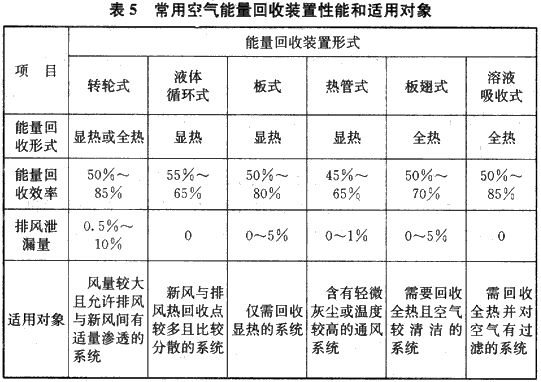 表 5 常用空气能量回收装置性能和适用对象
项 目
能量回收装置形式
转轮式
液体
循环式
板式
热管式
板翅式
溶液
吸收式
能量回
收形式
显热或全热
显热
显热
显热
全热
全热
能量回
收效率
50%～
85%
55%～
65%
50%～
80%
45%～
65%
50%～
70%
50%～
85%
排风泄
漏量
0.5%～
10%
0
0～5%
0～1%
0～5%
0
适用对象
风量较大
且允许排风
与新风间有
适量渗透的
系统
新风与排
风热回收点
较多且比较
分散的系统
仅需回收
显热的系统
含有轻微
灰尘或温度
较高的通风
系统
需要回收
全热且空气
较清洁的
系统
需回收
全热并对
空气有过
滤的系统